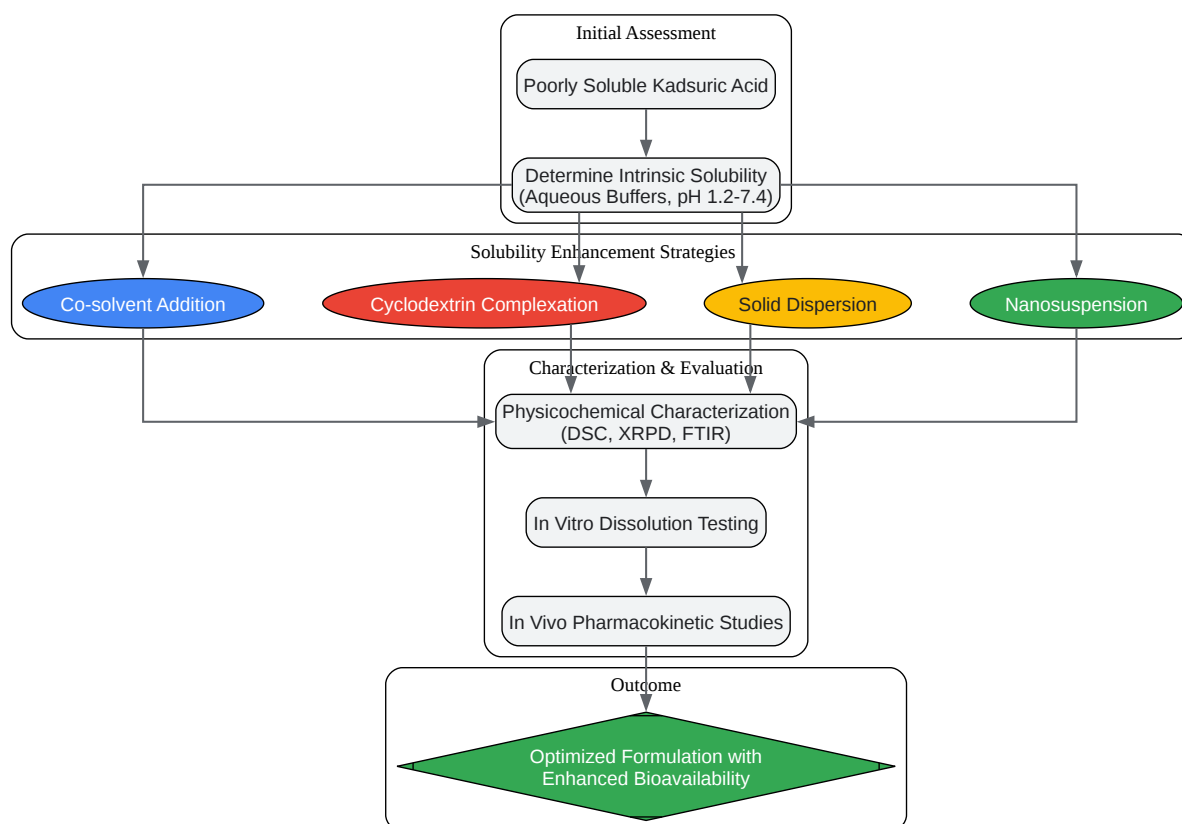 Initial Assessment
Poorly Soluble Kadsuric Acid
Determine Intrinsic Solubility
(Aqueous Buffers, pH 1.2-7.4)
Solubility Enhancement Strategies
Co-solvent Addition
Cyclodextrin Complexation
Solid Dispersion
Nanosuspension
Characterization & Evaluation
Physicochemical Characterization
(DSC, XRPD, FTIR)
In Vitro Dissolution Testing
In Vivo Pharmacokinetic Studies
Outcome
Optimized Formulation with
Enhanced Bioavailability